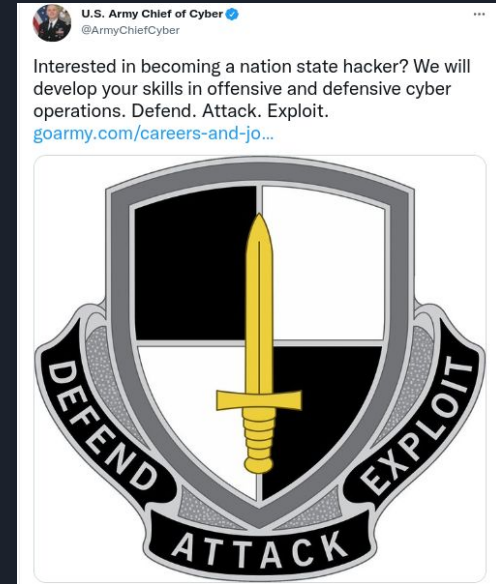 U.S. Army Chief of Cyber
@ArmyChiefCyber
Interested in becoming a nation state hacker? We will
develop your skills in offensive and defensive cyber
operations. Defend. Attack. Exploit.
goarmy.com/careers-and-jo...
DEFEND
ATTACK
EXPLOIT